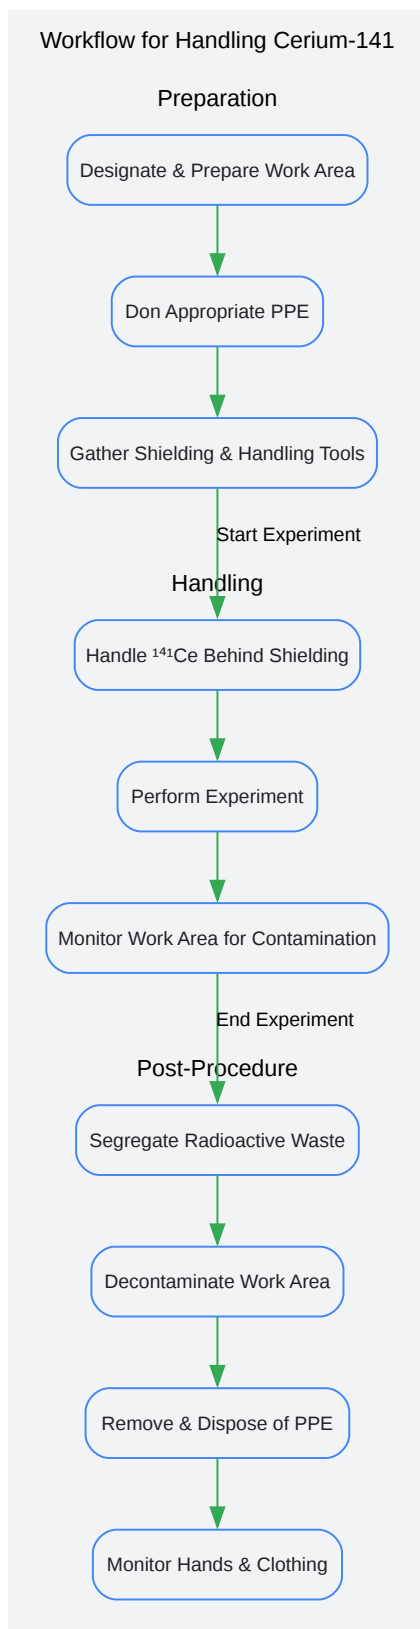 Workflow for Handling Cerium-141
Preparation
Designate & Prepare Work Area
Don Appropriate PPE
Gather Shielding & Handling Tools
Start Experiment
Handling
Handle ¹⁴¹Ce Behind Shielding
Perform Experiment
Monitor Work Area for Contamination
End Experiment
Post-Procedure
Segregate Radioactive Waste
Decontaminate Work Area
Remove & Dispose of PPE
Monitor Hands & Clothing